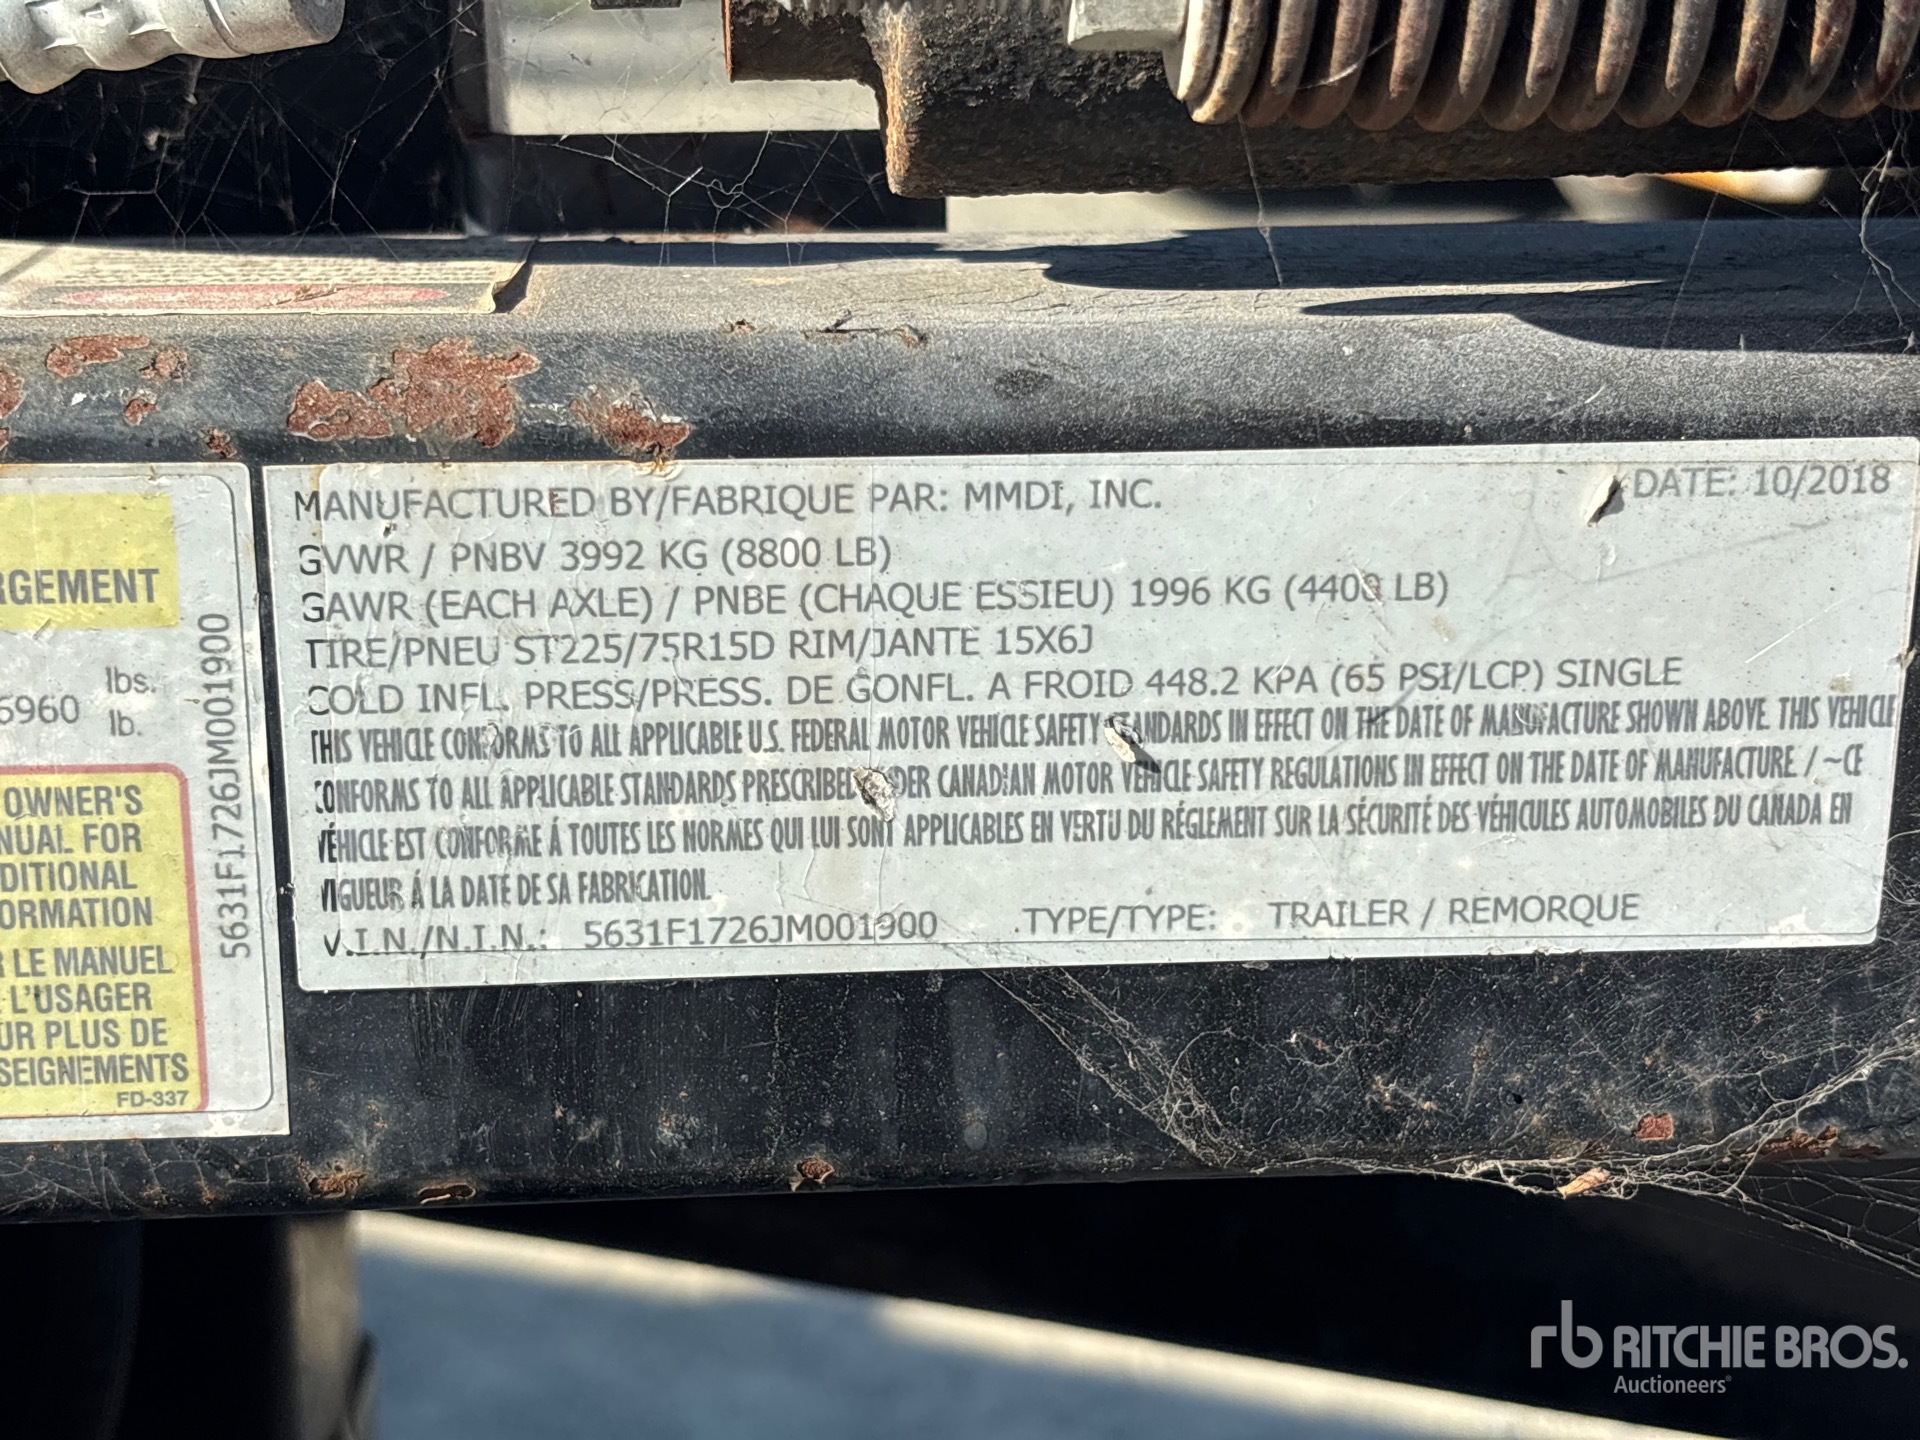 RGEMENT
lbs.
6960 lb.
5631F1726JM001900
OWNER'S
NUAL FOR
DITIONAL
ORMATION
LE MANUEL
L'USAGER
UR PLUS DE
SEIGNEMENTS
FD-337
MANUFACTURED BY/FABRIQUE PAR: MMDI, INC. DATE: 10/2018
GVWR / PNBV 3992 KG (8800 LB)
GAWR (EACH AXLE) / PNBE (CHAQUE ESSIEU) 1996 KG (4400 LB)
TIRE/PNEU ST225/75R15D RIM/JANTE 15X6J
COLD INFL. PRESS/PRESS. DE GONFL. A FROID 448.2 KPA (65 PSI/LCP) SINGLE
THIS VEHICLE CONFORMS TO ALL APPLICABLE U.S. FEDERAL MOTOR VEHICLE SAFETY STANDARDS IN EFFECT ON THE DATE OF MANUFACTURE SHOWN ABOVE. THIS VEHICLE
CONFORMS TO ALL APPLICABLE STANDARDS PRESCRIBED UNDER CANADIAN MOTOR VEHICLE SAFETY REGULATIONS IN EFFECT ON THE DATE OF MANUFACTURE / ~CE
VÉHICLE EST CONFORME Á TOUTES LES NORMES QUI LUI SONT APPLICABLES EN VERTU DU RÉGLEMENT SUR LA SÉCURITÉ DES VÉHICULES AUTOMOBILES DU CANADA EN
VIGUEUR Á LA DATE DE SA FABRICATION.
V.I.N./N.I.N.: 5631F1726JM001900 TYPE/TYPE: TRAILER / REMORQUE
rb RITCHIE BROS.
Auctioneers